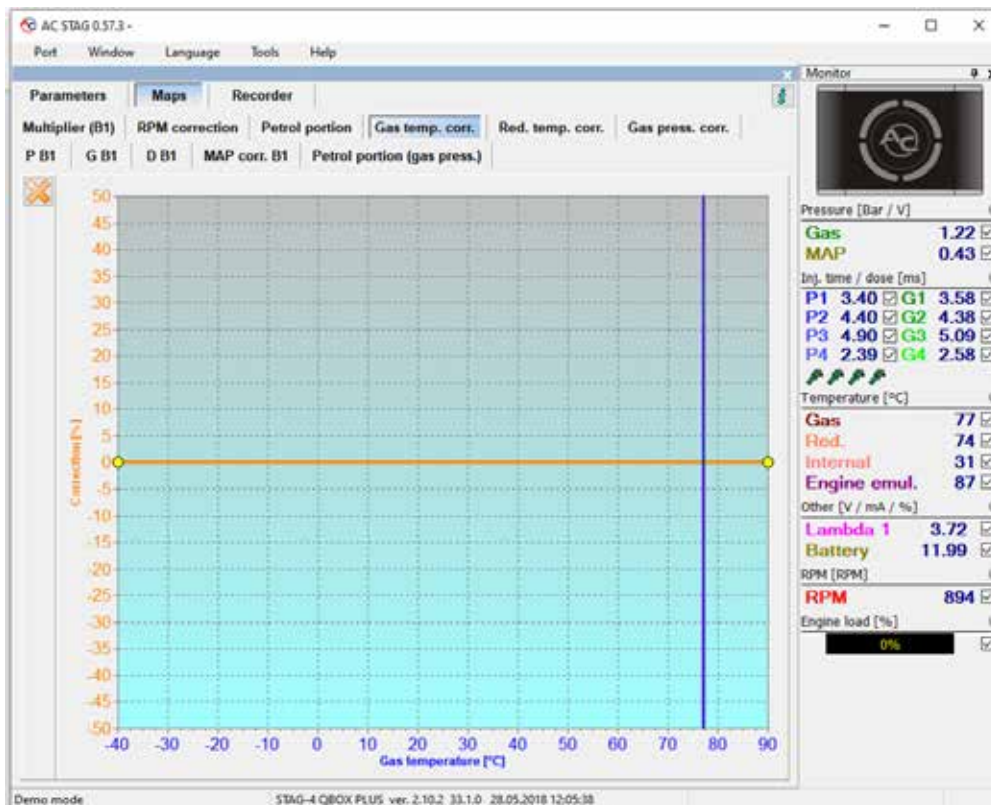 AC STAG 0.57.3 -
Port Window Language Tools Help
Parameters Maps Recorder
Multiplier (B1) RPM correction Petrol portion Gas temp. corr. Red. temp. corr. Gas press. corr.
P B1 G B1 D B1 MAP corr. B1 Petrol portion (gas press.)
50
45
40
35
30
25
20
15
10
5
0
-5
-10
-15
-20
-25
-30
-35
-40
-45
-50
Correction [%]
-40 -30 -20 -10 0 10 20 30 40 50 60 70 80 90
Gas temperature [°C]
Monitor
Pressure [Bar / V]
Gas 1.22
MAP 0.43
Inj. time / dose [ms]
P1 3.40 G1 3.58
P2 4.40 G2 4.38
P3 4.90 G3 5.09
P4 2.39 G4 2.58
Temperature [°C]
Gas 77
Red. 74
Internal 31
Engine emul. 87
Other [V / mA / %]
Lambda 1 3.72
Battery 11.99
RPM [RPM]
RPM 894
Engine load [%]
0%
Demo mode STAG-4 QBOX PLUS ver. 2.10.2 33.1.0 28.05.2018 12:05:38